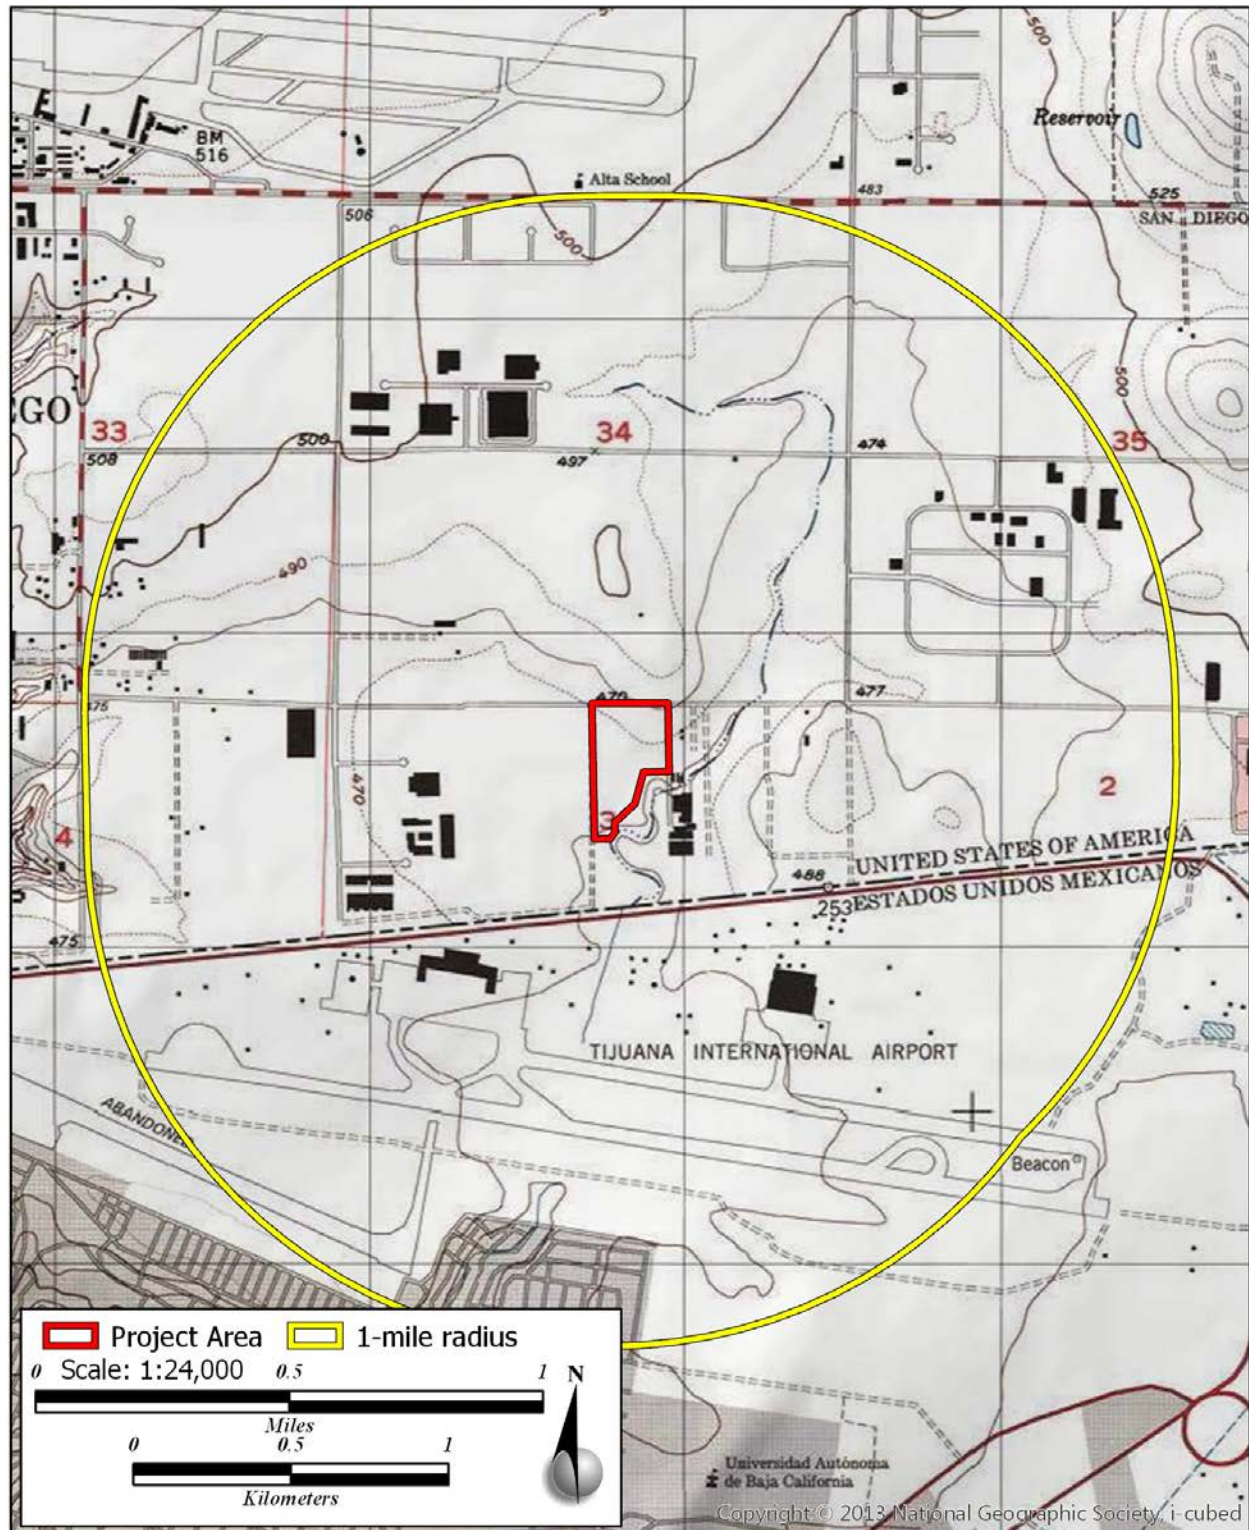 500
Reservoir
BM
516
Alta School
506
483
525
SAN DIEGO
500
500
EGO
33
500
34
474
35
508
497
490
475
470
477
470
3
2
4
UNITED STATES OF AMERICA
488
253 ESTADOS UNIDOS MEXICANOS
475
TIJUANA INTERNATIONAL AIRPORT
ABANDONED
Beacon
Project Area
1-mile radius
0 Scale: 1:24,000 0.5 1
Miles
0 0.5 1
Kilometers
N
Universidad Autónoma
de Baja California
Copyright:© 2013 National Geographic Society, i-cubed